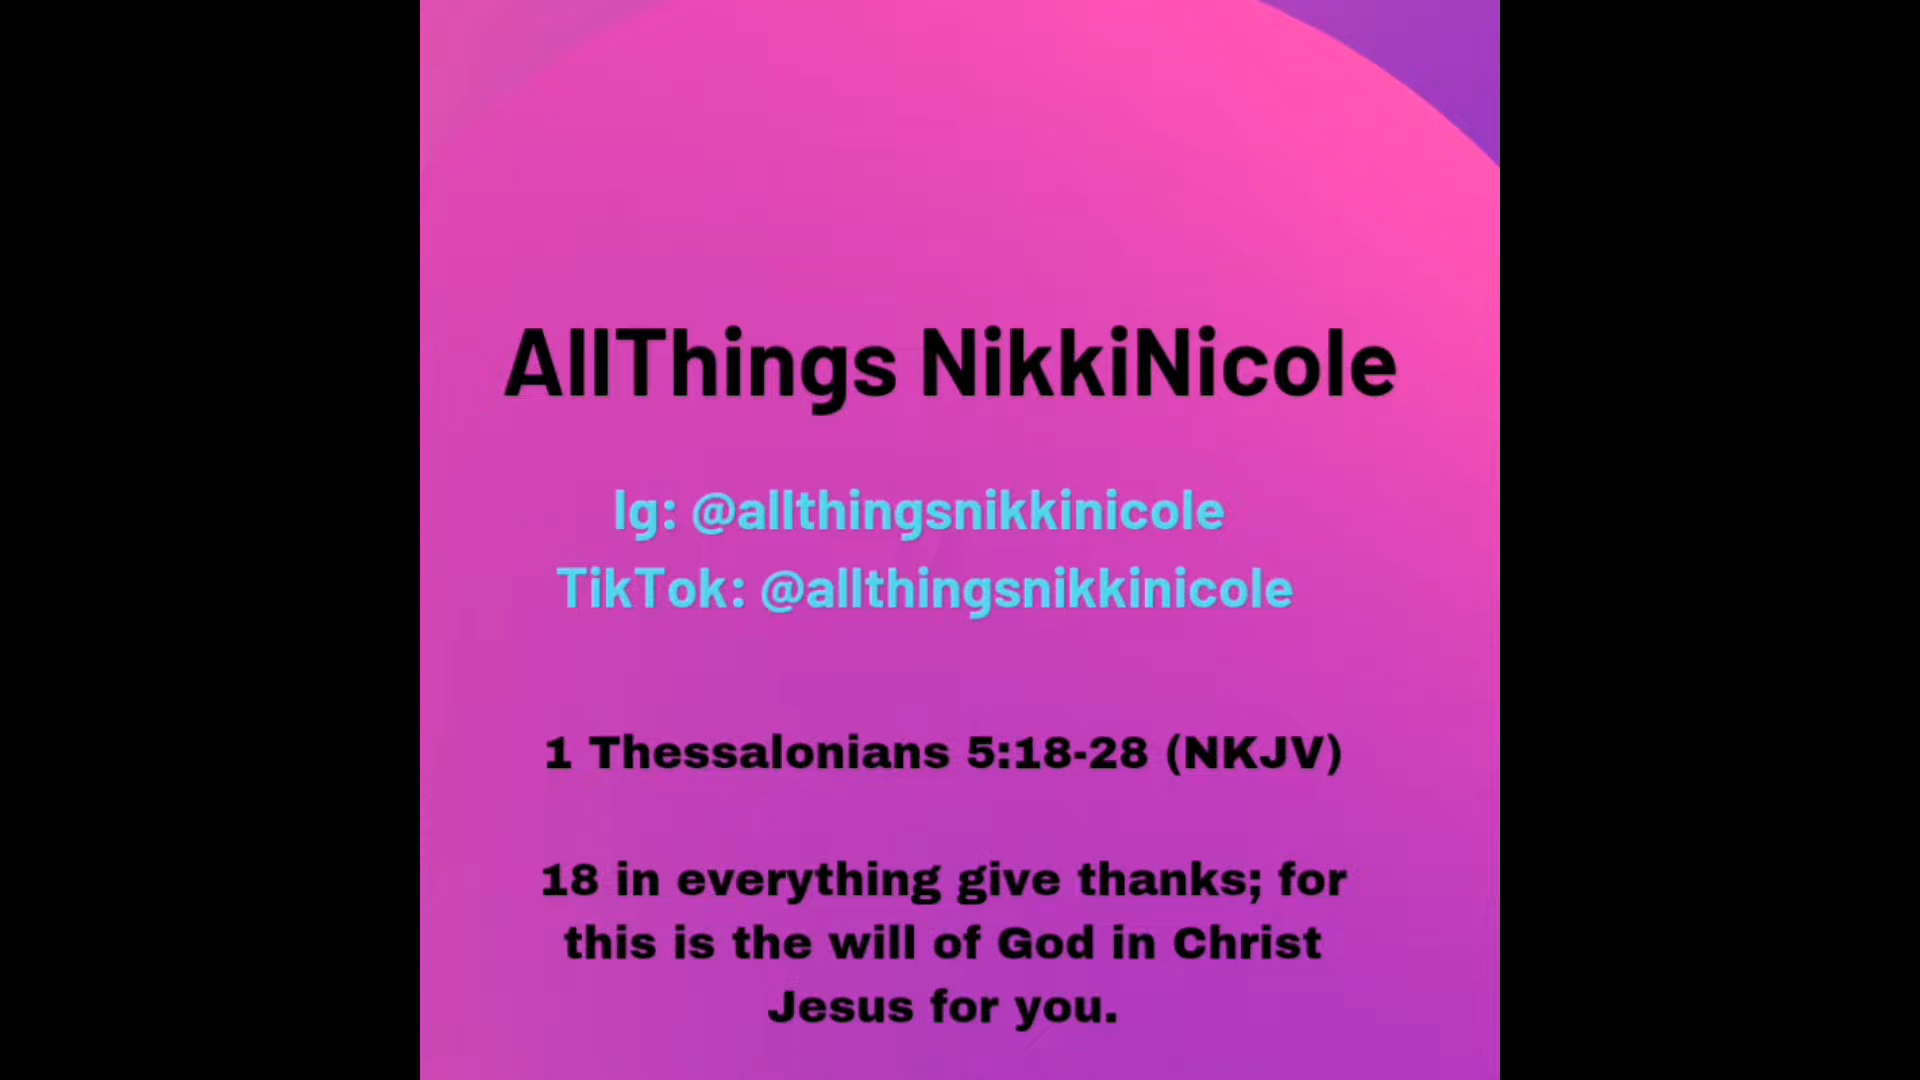 AllThings NikkiNicole
Ig: @allthingsnikkinicole
TikTok: @allthingsnikkinicole
1 Thessalonians 5:18-28 (NKJV)
18 in everything give thanks; for
this is the will of God in Christ
Jesus for you.